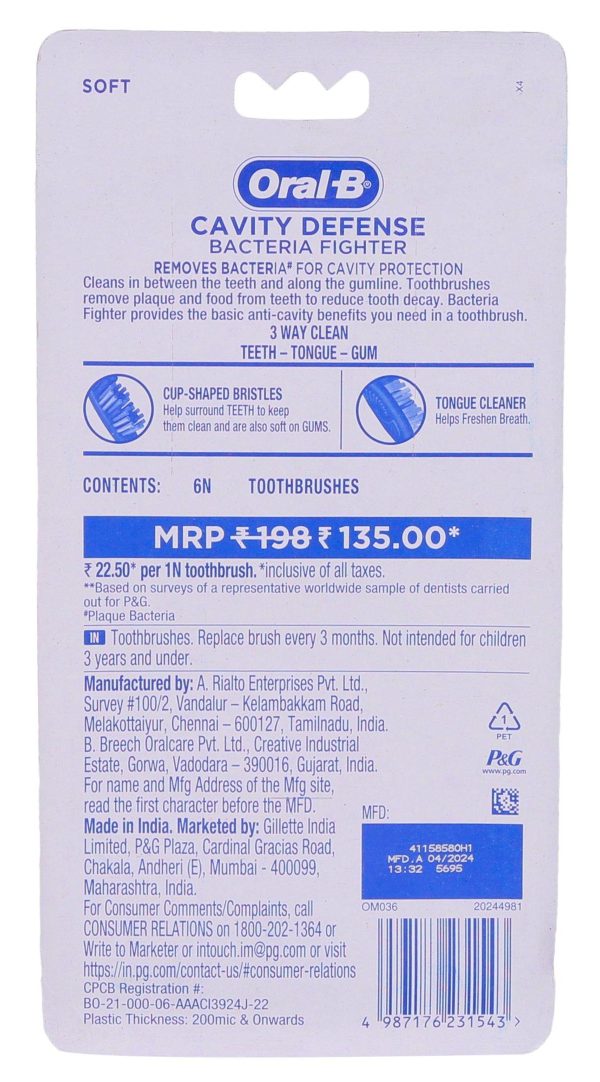 SOFT
X4
Oral-B®
CAVITY DEFENSE
BACTERIA FIGHTER
REMOVES BACTERIA# FOR CAVITY PROTECTION
Cleans in between the teeth and along the gumline. Toothbrushes
remove plaque and food from teeth to reduce tooth decay. Bacteria
Fighter provides the basic anti-cavity benefits you need in a toothbrush.
3 WAY CLEAN
TEETH – TONGUE – GUM
CUP-SHAPED BRISTLES
Help surround TEETH to keep
them clean and are also soft on GUMS.
TONGUE CLEANER
Helps Freshen Breath.
CONTENTS: 6N TOOTHBRUSHES
MRP ₹ 198 ₹ 135.00*
₹ 22.50* per 1N toothbrush. *inclusive of all taxes.
**Based on surveys of a representative worldwide sample of dentists carried
out for P&G.
#Plaque Bacteria
IN Toothbrushes. Replace brush every 3 months. Not intended for children
3 years and under.
Manufactured by: A. Rialto Enterprises Pvt. Ltd.,
Survey #100/2, Vandalur – Kelambakkam Road,
Melakottaiyur, Chennai – 600127, Tamilnadu, India.
B. Breech Oralcare Pvt. Ltd., Creative Industrial
Estate, Gorwa, Vadodara – 390016, Gujarat, India.
For name and Mfg Address of the Mfg site,
read the first character before the MFD.
Made in India. Marketed by: Gillette India
Limited, P&G Plaza, Cardinal Gracias Road,
Chakala, Andheri (E), Mumbai - 400099,
Maharashtra, India.
For Consumer Comments/Complaints, call
CONSUMER RELATIONS on 1800-202-1364 or
Write to Marketer or intouch.im@pg.com or visit
https://in.pg.com/contact-us/#consumer-relations
CPCB Registration #:
BO-21-000-06-AAACI3924J-22
Plastic Thickness: 200mic & Onwards
1
PET
P&G
www.pg.com
MFD:
41158580H1
MFD.A 04/2024
13:32 5695
OM036 20244981
4 987176 231543 >